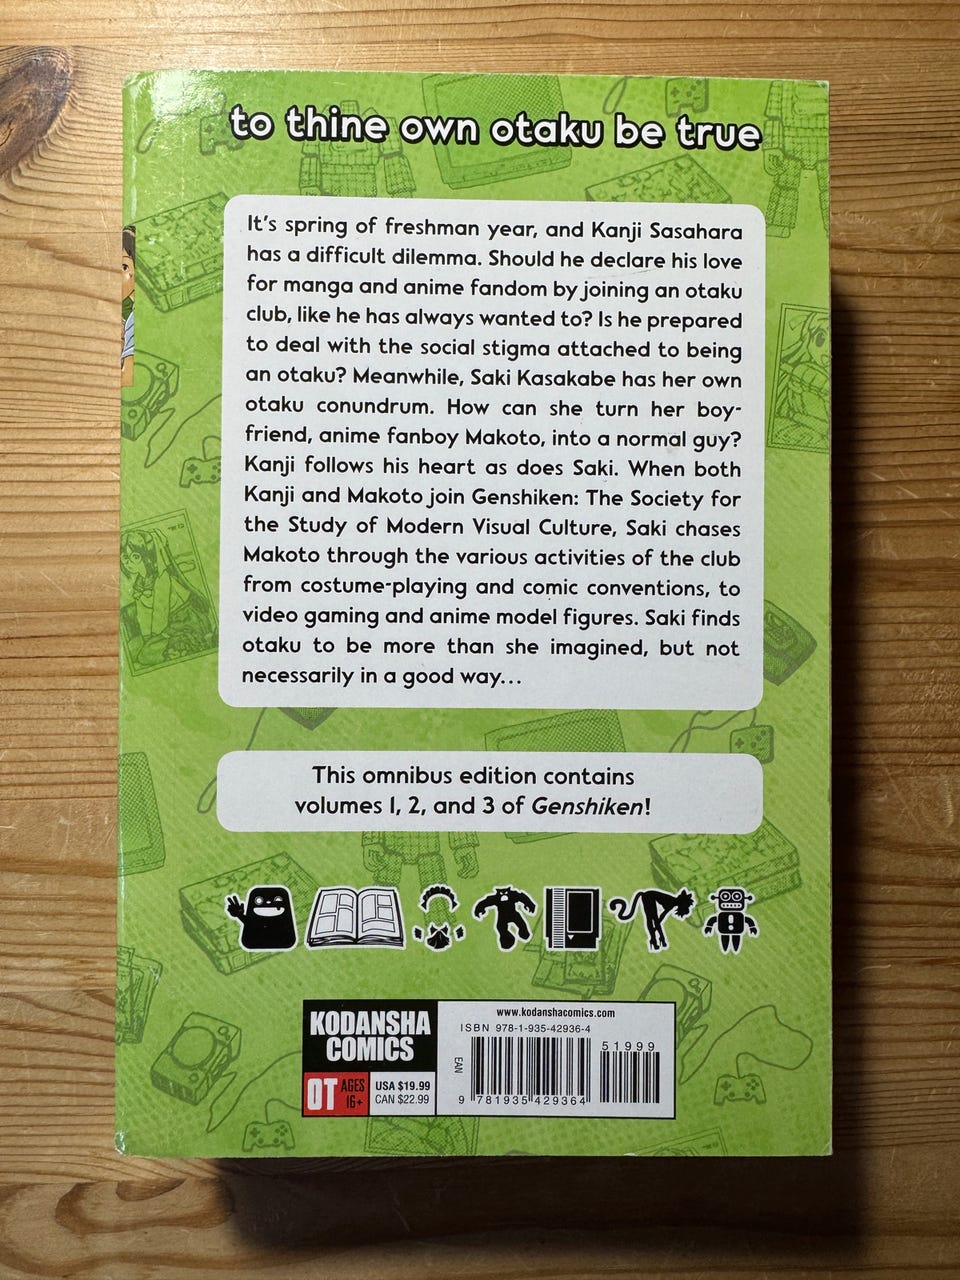 to thine own otaku be true
It's spring of freshman year, and Kanji Sasahara
has a difficult dilemma. Should he declare his love
for manga and anime fandom by joining an otaku
club, like he has always wanted to? Is he prepared
to deal with the social stigma attached to being
an otaku? Meanwhile, Saki Kasakabe has her own
otaku conundrum. How can she turn her boy-
friend, anime fanboy Makoto, into a normal guy?
Kanji follows his heart as does Saki. When both
Kanji and Makoto join Genshiken: The Society for
the Study of Modern Visual Culture, Saki chases
Makoto through the various activities of the club
from costume-playing and comic conventions, to
video gaming and anime model figures. Saki finds
otaku to be more than she imagined, but not
necessarily in a good way...
This omnibus edition contains
volumes 1, 2, and 3 of Genshiken!
KODANSHA
COMICS
OT AGES
16+
USA $19.99
CAN $22.99
www.kodanshacomics.com
ISBN 978-1-935-42936-4
51999
EAN
9 781935 429364